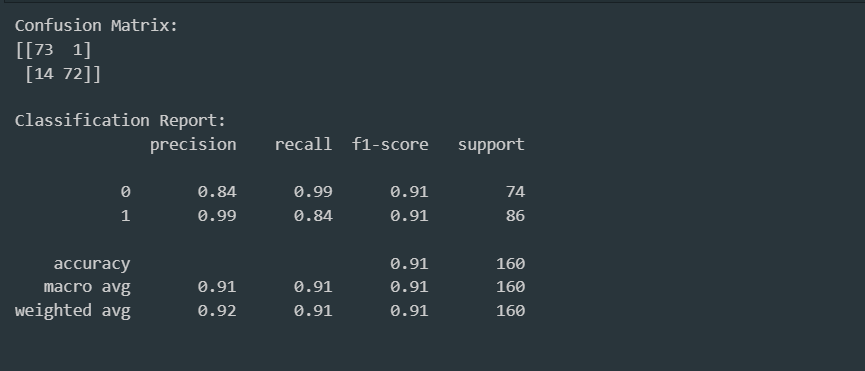 Confusion Matrix:
[[73  1]
 [14 72]]
Classification Report:
              precision    recall  f1-score   support
           0       0.84      0.99      0.91        74
           1       0.99      0.84      0.91        86
    accuracy                           0.91       160
   macro avg       0.91      0.91      0.91       160
weighted avg       0.92      0.91      0.91       160